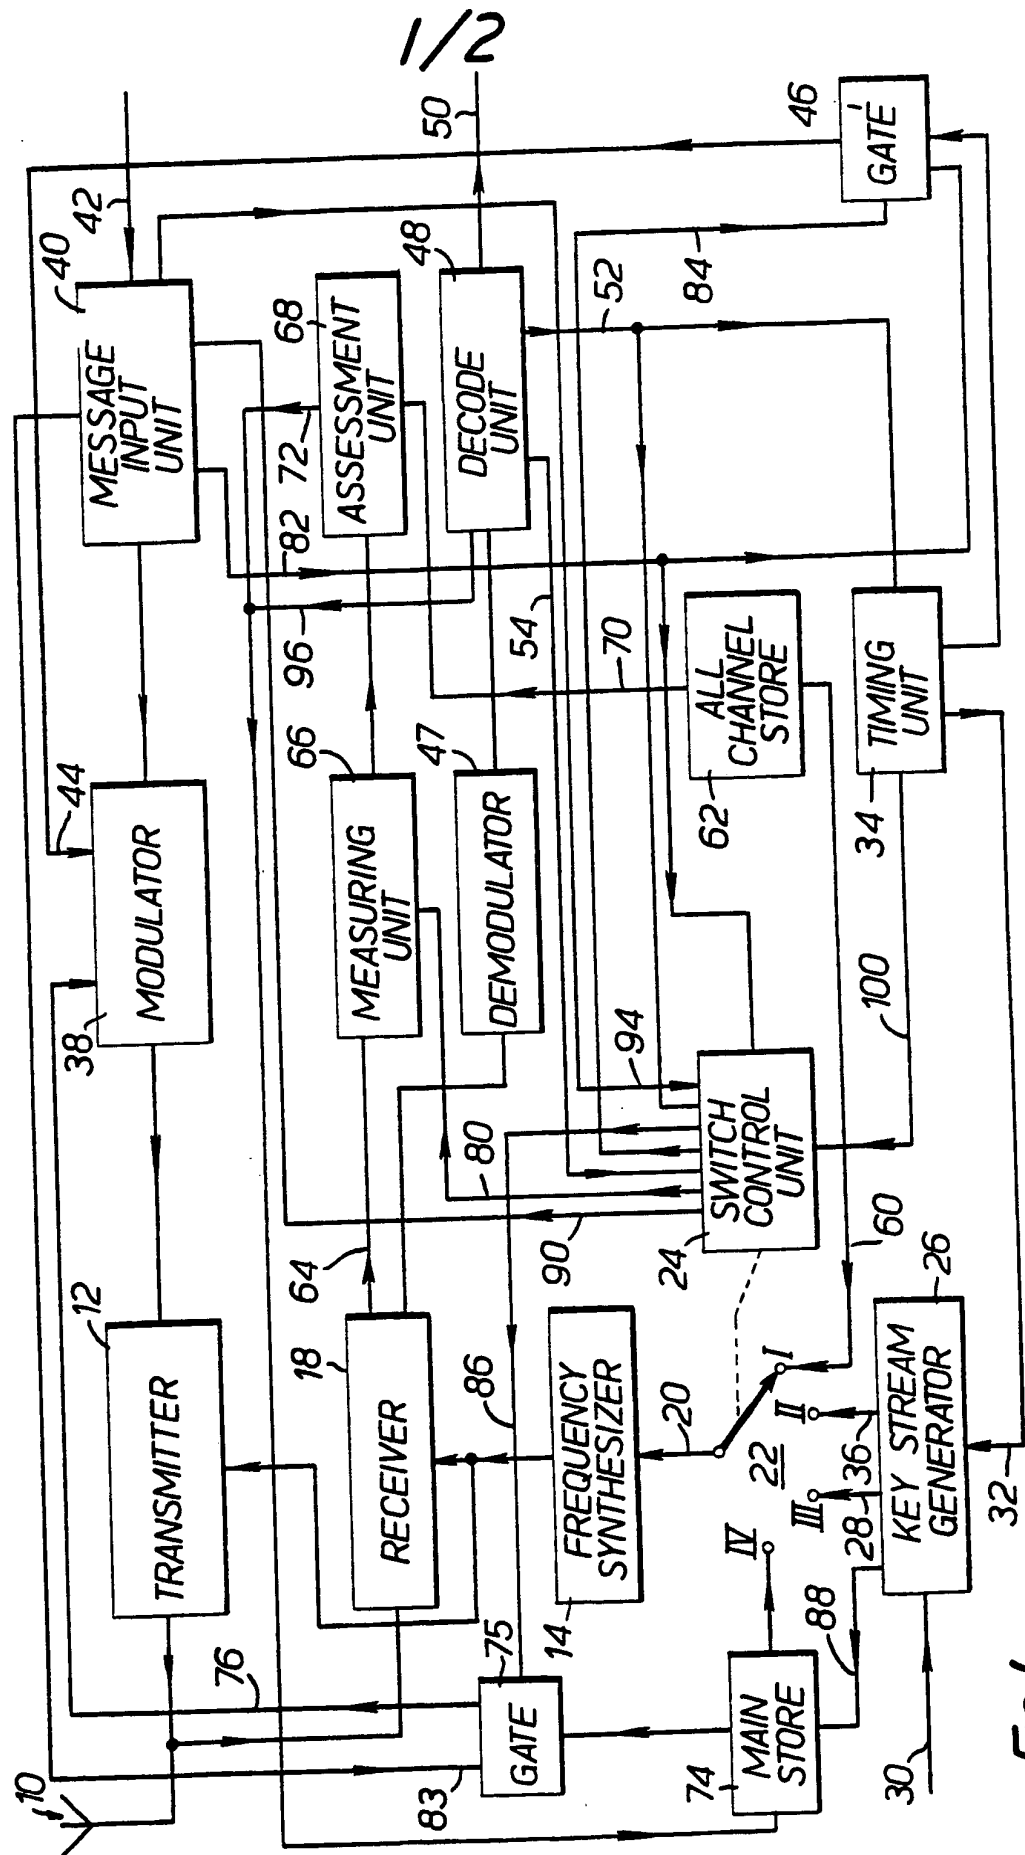 1/2
10
12
TRANSMITTER
38
MODULATOR
44
40
MESSAGE
INPUT
UNIT
42
76
83
18
RECEIVER
64
66
MEASURING
UNIT
68
ASSESSMENT
UNIT
72
82
96
47
DEMODULATOR
48
DECODE
UNIT
50
52
54
75
GATE
86
14
FREQUENCY
SYNTHESIZER
20
22
I
II
III
IV
90
80
94
24
SWITCH
CONTROL
UNIT
62
ALL
CHANNEL
STORE
70
84
46
GATE
74
MAIN
STORE
88
28
36
26
KEY STREAM
GENERATOR
60
100
34
TIMING
UNIT
30
32